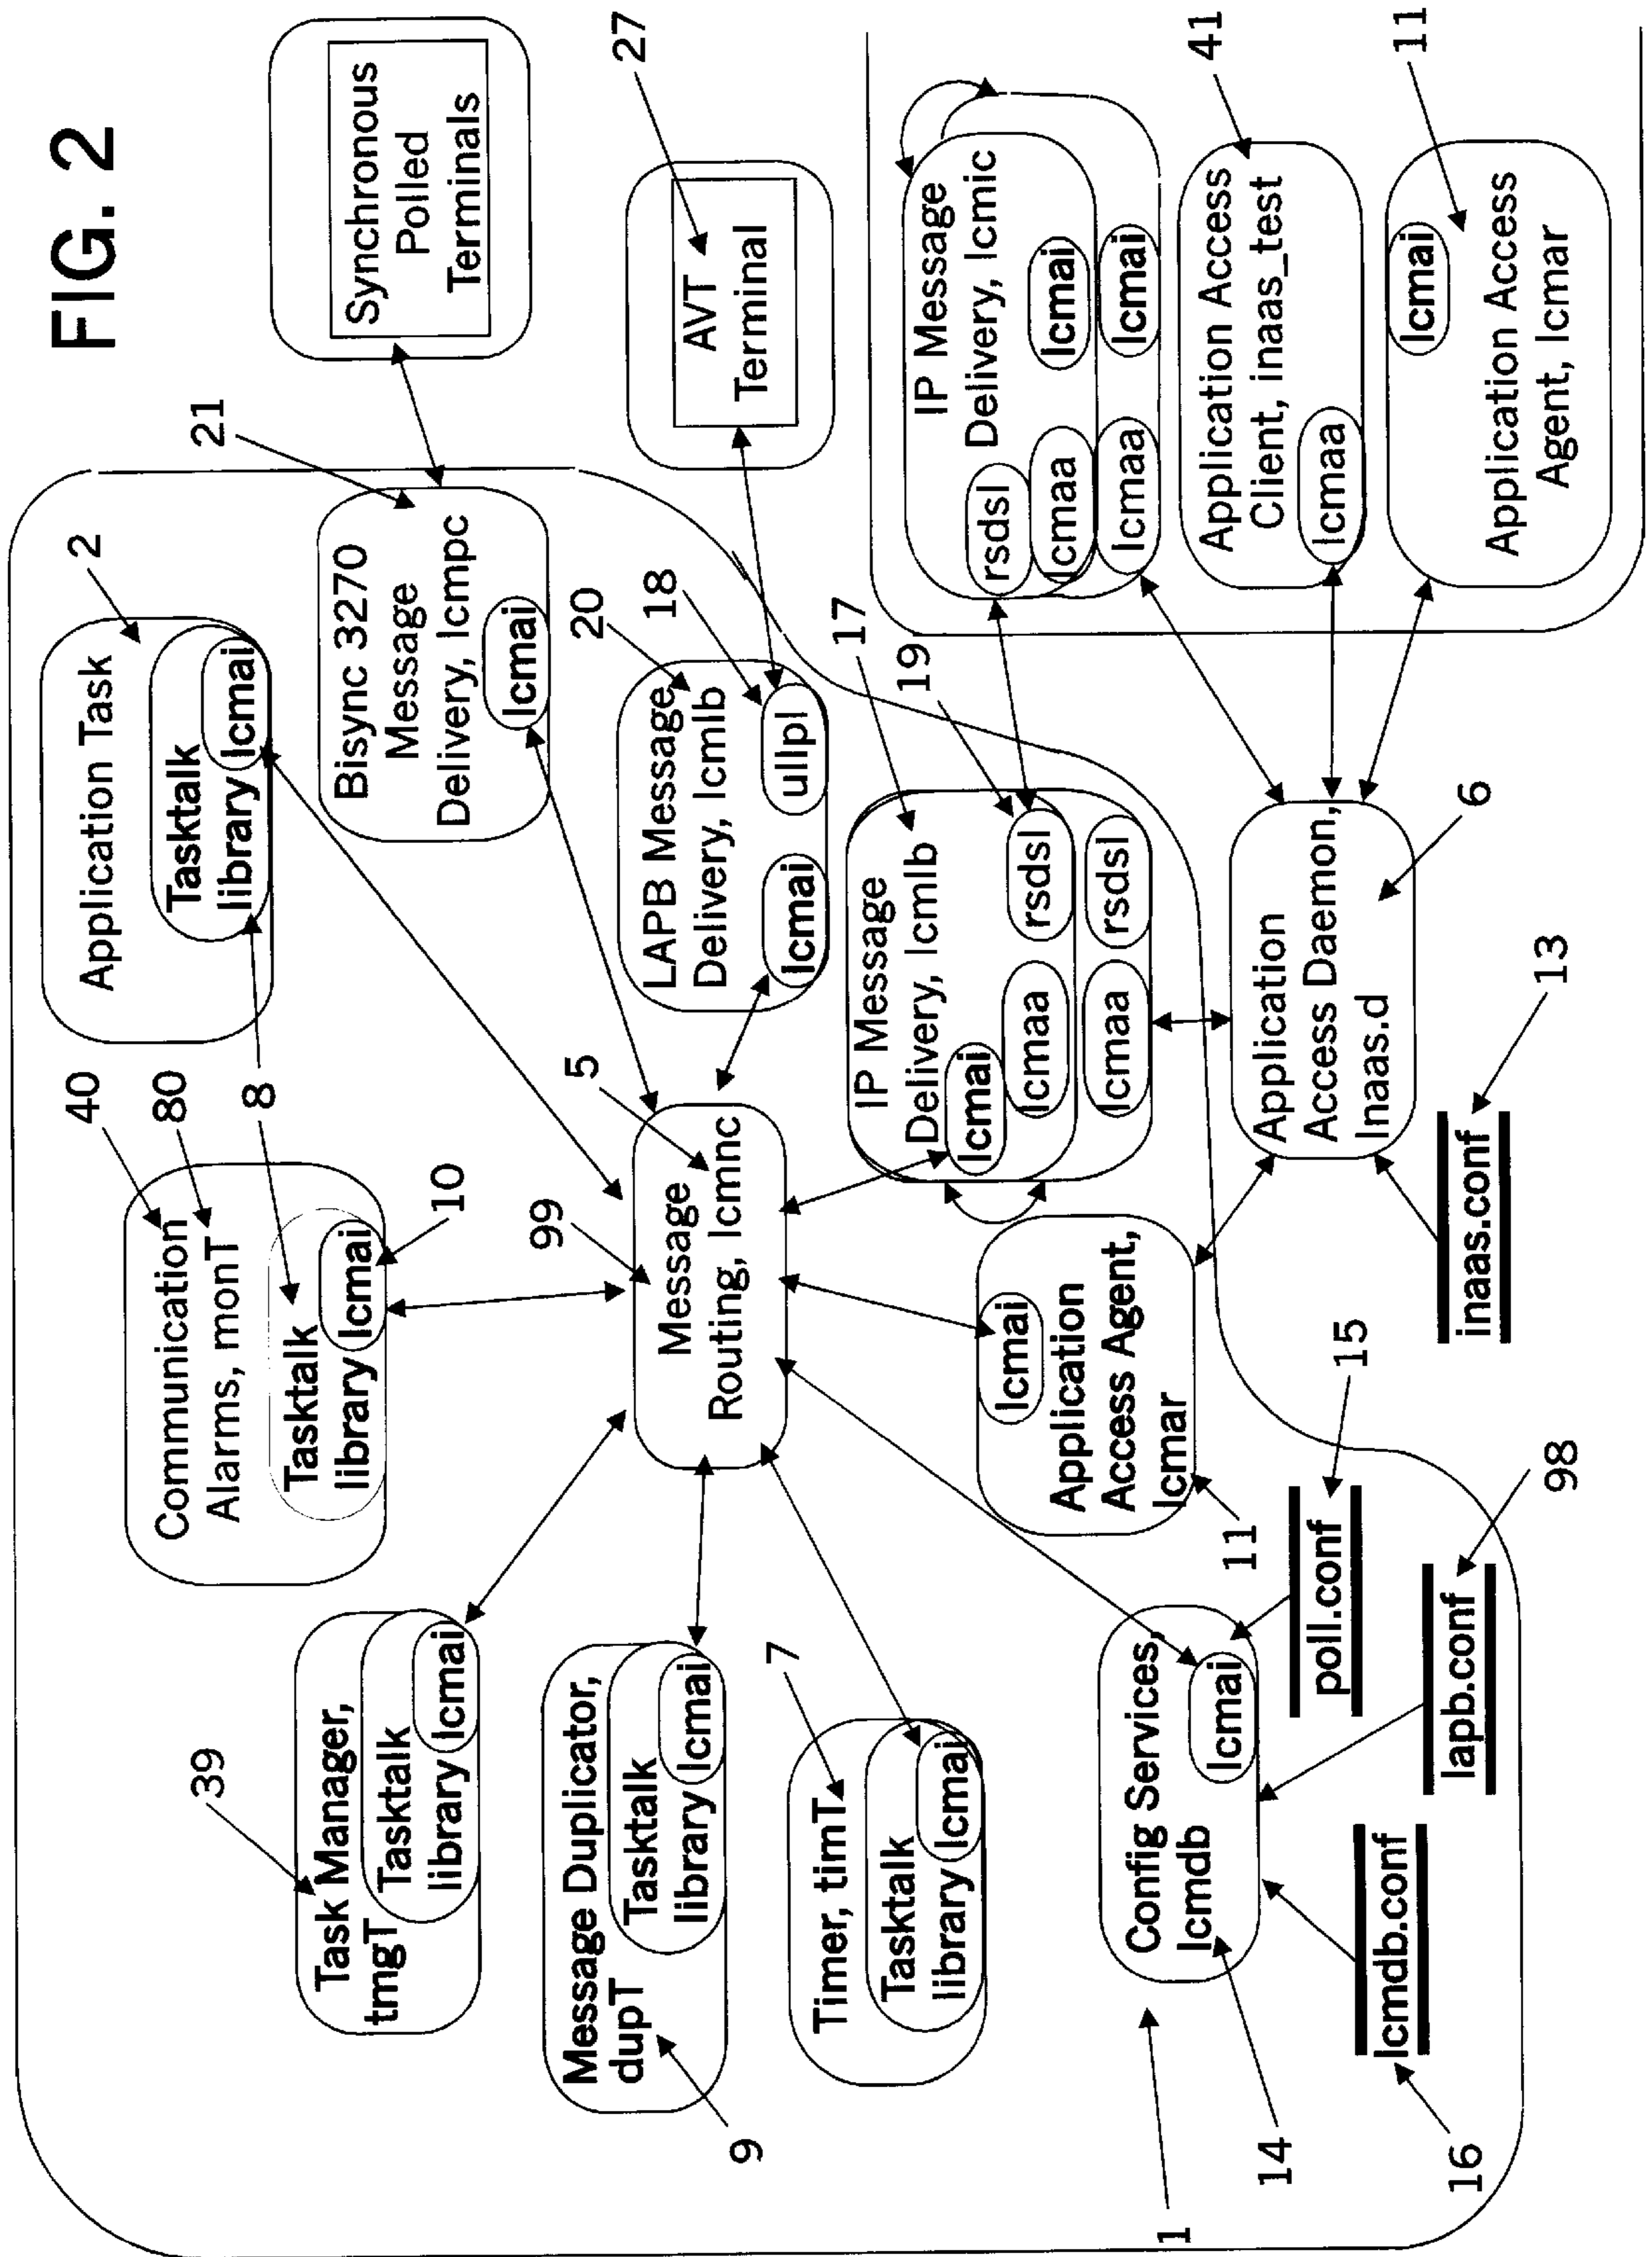 FIG. 2
39
Task Manager,
tmgT
Tasktalk
library
lcmai
40
80
Communication
Alarms, monT
Tasktalk
library
lcmai
8
10
2
Application Task
Tasktalk
library
lcmai
21
Bisync 3270
Message
Delivery, lcmpc
lcmai
Synchronous
Polled
Terminals
9
Message Duplicator,
dupT
Tasktalk
library
lcmai
99
5
Message
Routing, lcmnc
20
18
LAPB Message
Delivery, lcmlb
lcmai
ullpl
27
AVT
Terminal
7
Timer, timT
Tasktalk
library
lcmai
17
19
IP Message
Delivery, lcmlb
lcmai
lcmaa
rsdsl
lcmaa
rsdsl
IP Message
Delivery, lcmic
rsdsl
lcmaa
lcmai
lcmaa
lcmai
1
14
Config Services,
lcmdb
lcmai
11
lcmai
Application
Access Agent,
lcmar
41
Application Access
Client, inaas_test
lcmaa
16
lcmdb.conf
98
lapb.conf
15
poll.conf
13
inaas.conf
6
Application
Access Daemon,
Inaas.d
11
lcmai
Application Access
Agent, lcmar